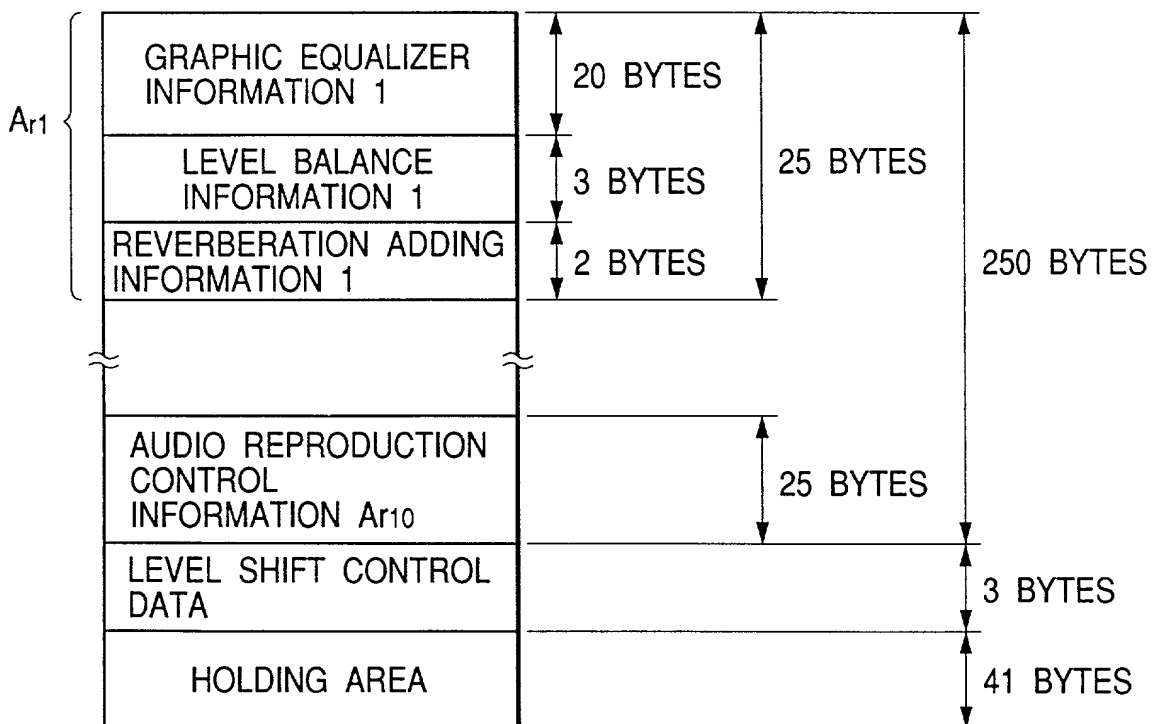 Ar1
GRAPHIC EQUALIZER
INFORMATION 1
20 BYTES
LEVEL BALANCE
INFORMATION 1
3 BYTES
25 BYTES
REVERBERATION ADDING
INFORMATION 1
2 BYTES
250 BYTES
AUDIO REPRODUCTION
CONTROL
INFORMATION Ar10
25 BYTES
LEVEL SHIFT CONTROL
DATA
3 BYTES
HOLDING AREA
41 BYTES